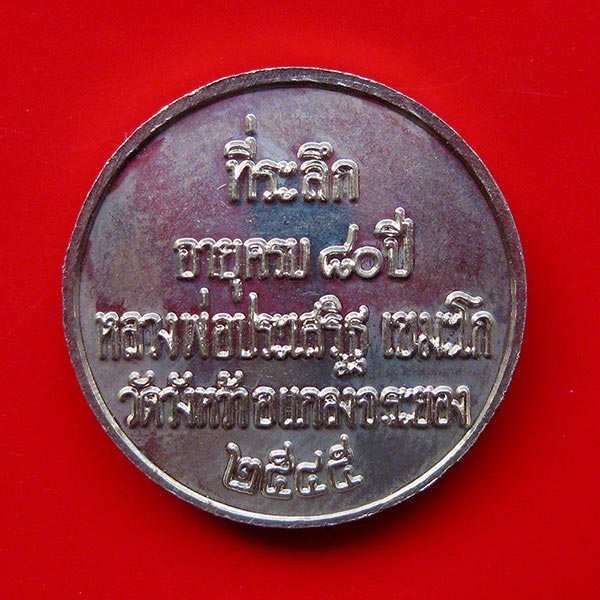 ที่ระลึก
อายุครบ ๘๐ ปี
หลวงพ่อประเสริฐ เขมะโก
วัดวังหว้า อ แกลง จ ระยอง
๒๕๔๕